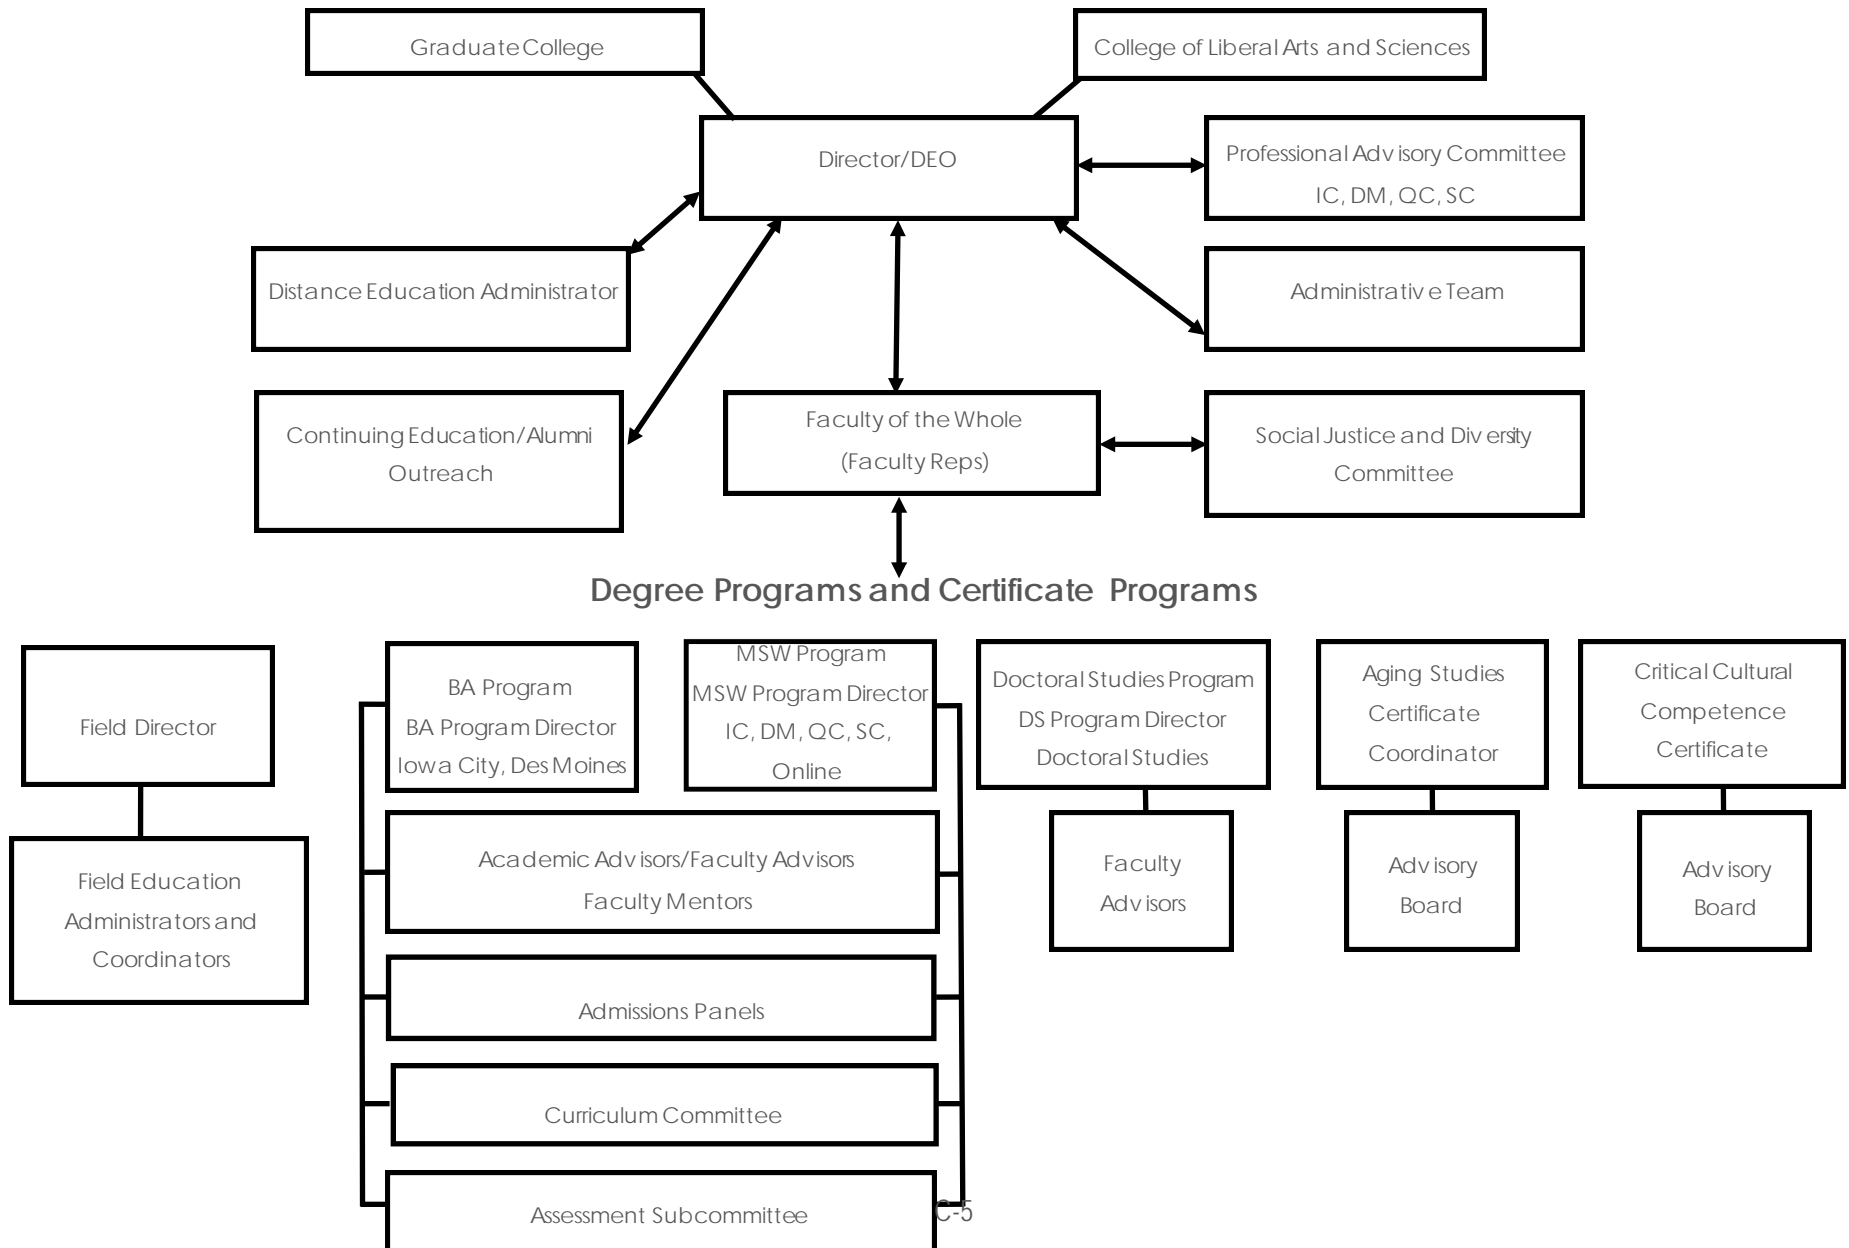 Graduate College
College of Liberal Arts and Sciences
Director/DEO
Professional Advisory Committee
IC, DM, QC, SC
Distance Education Administrator
Administrative Team
Continuing Education/Alumni
Outreach
Faculty of the Whole
(Faculty Reps)
Social Justice and Diversity
Committee
Degree Programs and Certificate Programs
Field Director
BA Program
BA Program Director
Iowa City, Des Moines
MSW Program
MSW Program Director
IC, DM, QC, SC,
Online
Doctoral Studies Program
DS Program Director
Doctoral Studies
Aging Studies
Certificate
Coordinator
Critical Cultural
Competence
Certificate
Field Education
Administrators and
Coordinators
Academic Advisors/Faculty Advisors
Faculty Mentors
Faculty
Advisors
Advisory
Board
Advisory
Board
Admissions Panels
Curriculum Committee
Assessment Subcommittee
C-5